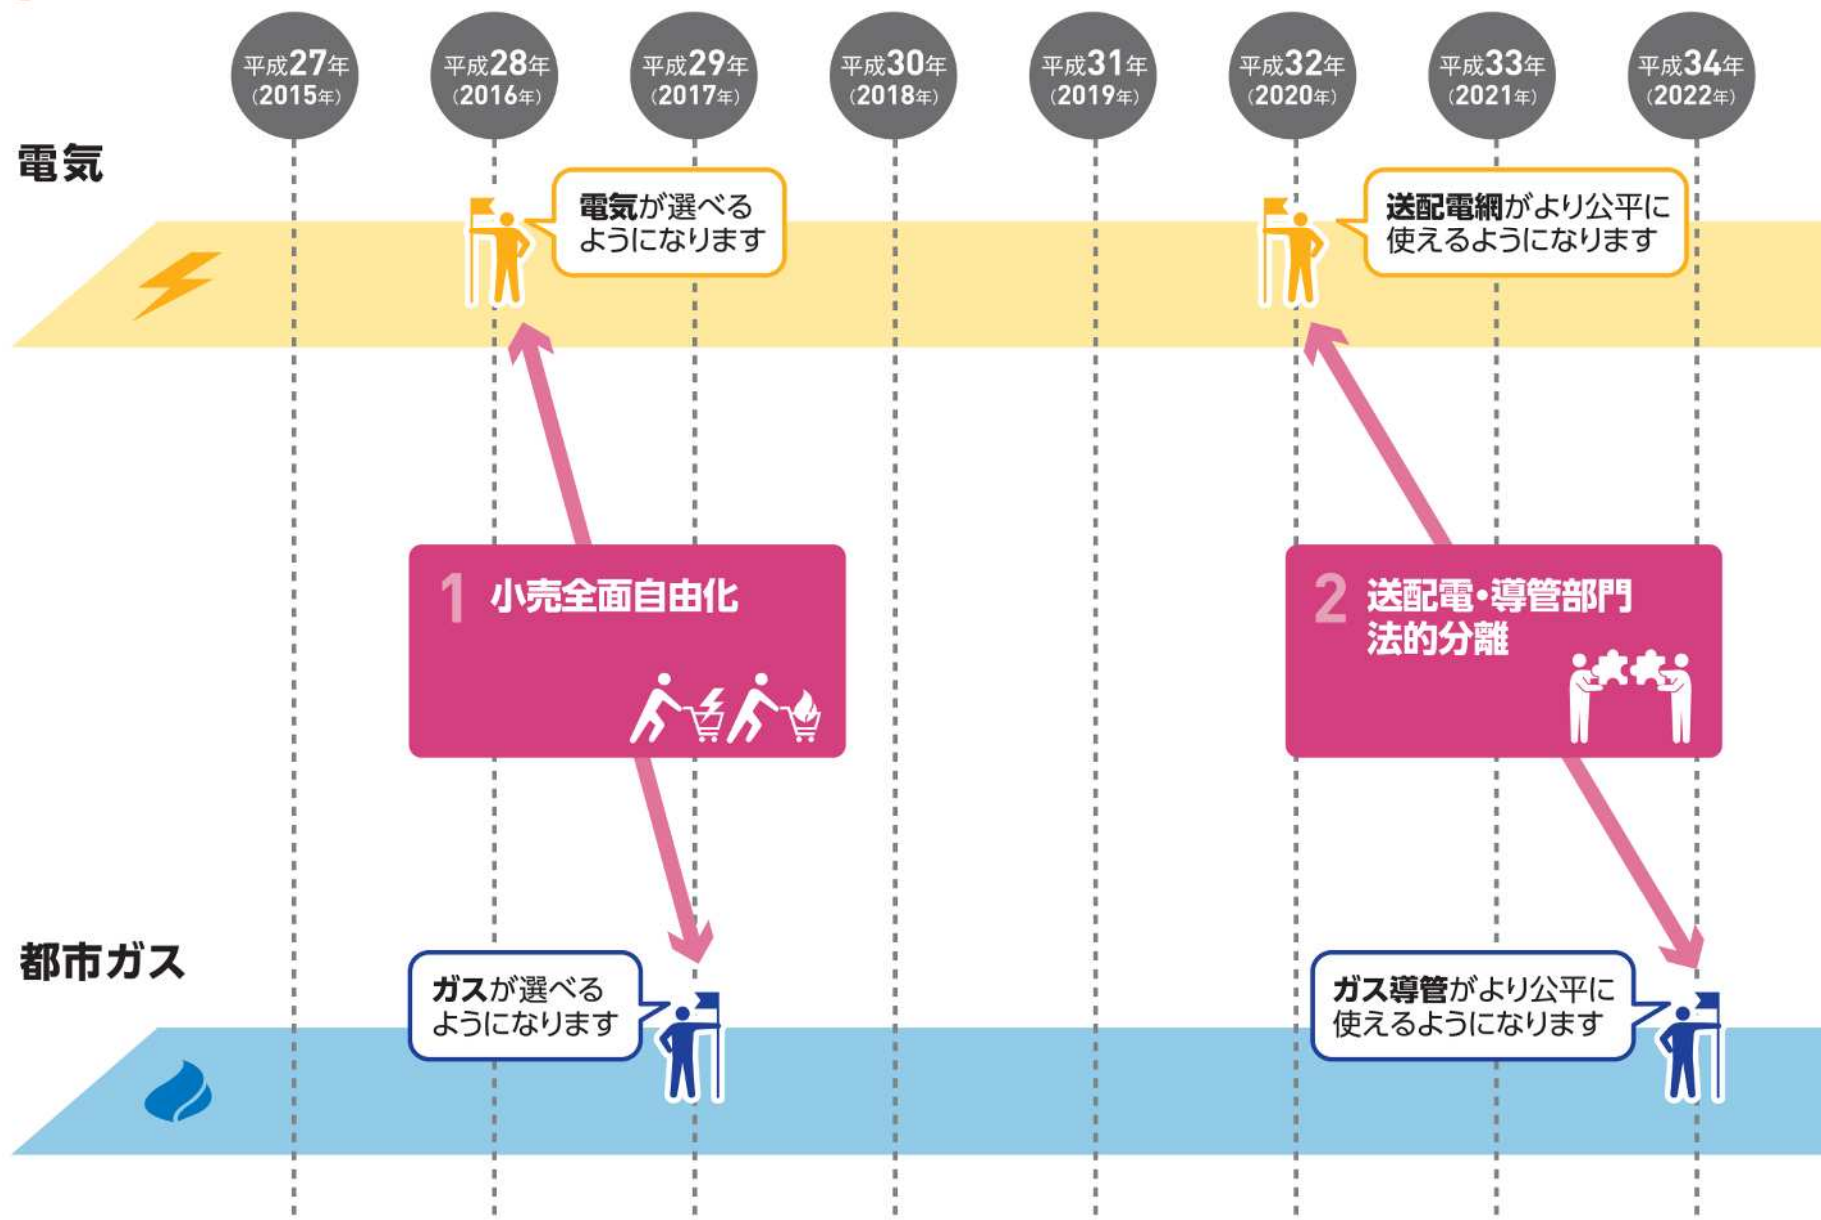 平成27年
(2015年)
平成28年
(2016年)
平成29年
(2017年)
平成30年
(2018年)
平成31年
(2019年)
平成32年
(2020年)
平成33年
(2021年)
平成34年
(2022年)
電気
電気が選べる
ようになります
送配電網がより公平に
使えるようになります
1 小売全面自由化
2 送配電・導管部門
法的分離
都市ガス
ガスが選べる
ようになります
ガス導管がより公平に
使えるようになります